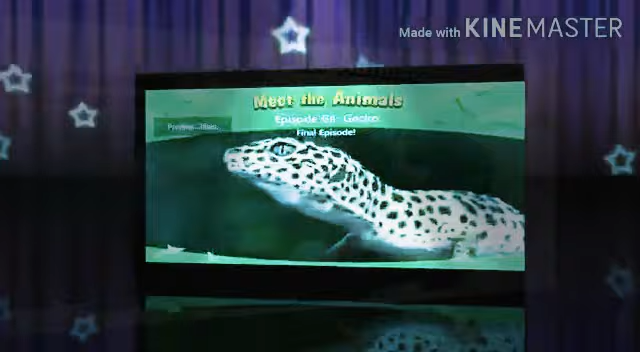 Made with KINEMASTER
Meet the Animals
Episode 68: Gecko
Final Episode!